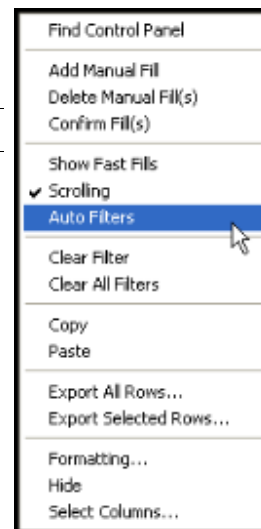 Find Control Panel
Add Manual Fill
Delete Manual Fill(s)
Confirm Fill(s)
Show Fast Fills
Scrolling
Auto Filters
Clear Filter
Clear All Filters
Copy
Paste
Export All Rows...
Export Selected Rows...
Formatting...
Hide
Select Columns...